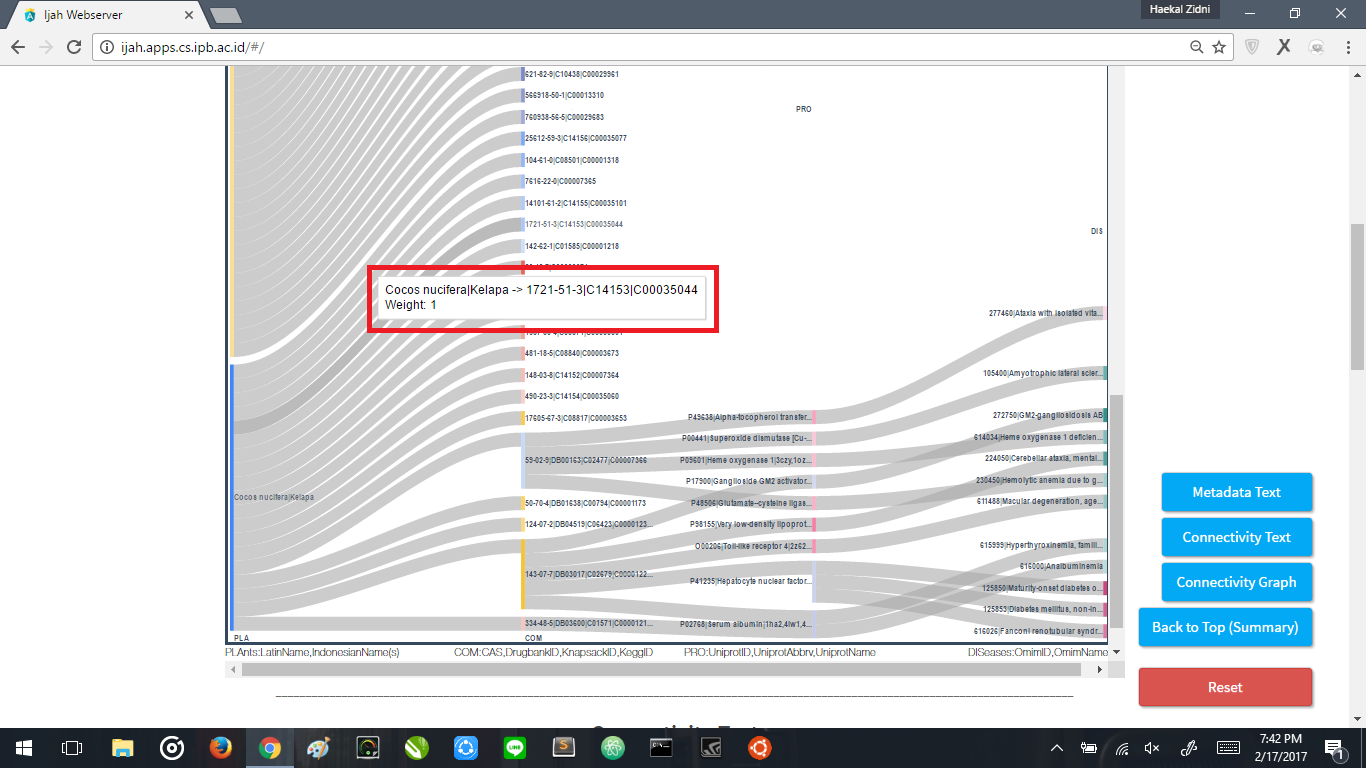 Ijah Webserver
Haekal Zidni
ijah.apps.cs.ipb.ac.id/#/
621-82-9|C10438|C00029961
566918-50-1|C00013310
PRO
760938-56-5|C00029683
25612-59-3|C14156|C00035077
104-61-0|C08501|C00001318
7616-22-0|C00007365
14101-61-2|C14155|C00035101
1721-51-3|C14153|C00035044
DIS
142-62-1|C01585|C00001218
Cocos nucifera|Kelapa -> 1721-51-3|C14153|C00035044
Weight: 1
277460|Ataxia with isolated vita...
481-18-5|C08840|C00003673
148-03-8|C14152|C00007364
105400|Amyotrophic lateral scler...
490-23-3|C14154|C00035060
17605-67-3|C08817|C00003653
P49638|Alpha-tocopherol transfer...
272750|GM2-gangliosidosis AB
P00441|Superoxide dismutase [Cu-...
614034|Heme oxygenase 1 deficien...
59-02-9|DB00163|C02477|C00007366
P09601|Heme oxygenase 1|3czy,1oz...
224050|Cerebellar ataxia, mental...
P17900|Ganglioside GM2 activator...
230450|Hemolytic anemia due to g...
Cocos nucifera|Kelapa
50-70-4|DB01638|C00794|C00001173
P48506|Glutamate--cysteine ligas...
611488|Macular degeneration, age...
124-07-2|DB04519|C06423|C0000123...
P98155|Very low-density lipoprot...
O00206|Toll-like receptor 4|2z62...
615999|Hyperthyroxinemia, famili...
616000|Analbuminemia
143-07-7|DB03017|C02679|C0000122...
P41235|Hepatocyte nuclear factor...
125850|Maturity-onset diabetes o...
125853|Diabetes mellitus, non-in...
334-48-5|DB03600|C01571|C0000121...
P02768|Serum albumin|1ha2,4lw1,4...
616026|Fanconi renotubular syndr...
PLA
COM
PLAnts:LatinName,IndonesianName(s)
COM:CAS,DrugbankID,KnapsackID,KeggID
PRO:UniprotID,UniprotAbbrv,UniprotName
DISeases:OmimID,OmimName
Metadata Text
Connectivity Text
Connectivity Graph
Back to Top (Summary)
Reset
7:42 PM
2/17/2017
1